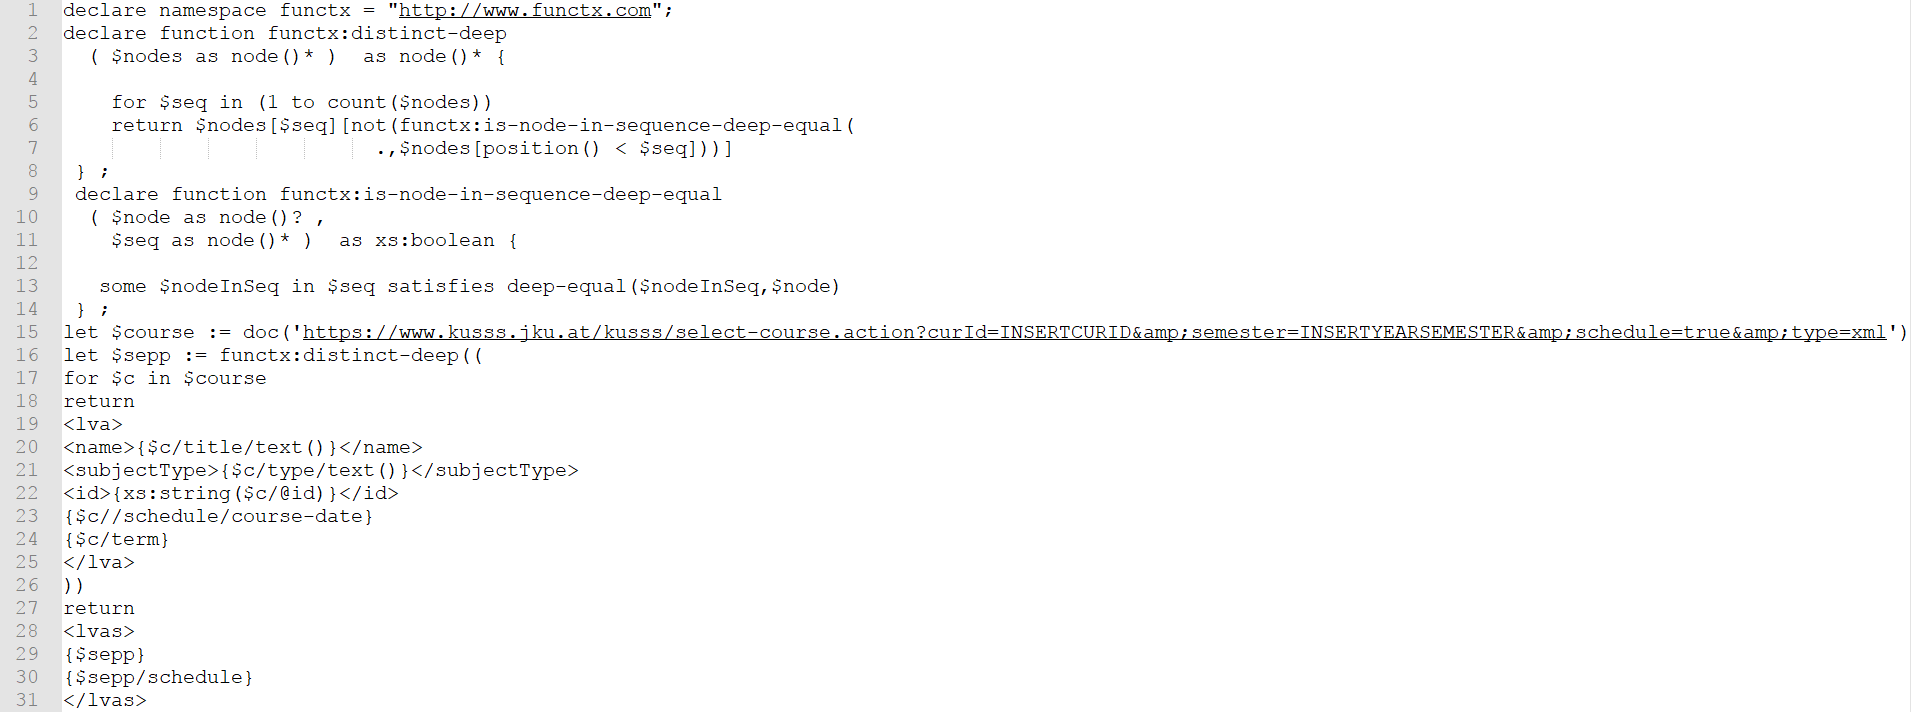 1 declare namespace functx = "http://www.functx.com";
2 declare function functx:distinct-deep
3 ( $nodes as node()* )  as node()* {
4
5 for $seq in (1 to count($nodes))
6 return $nodes[$seq][not(functx:is-node-in-sequence-deep-equal(
7 .,$nodes[position() < $seq]))]
8 } ;
9 declare function functx:is-node-in-sequence-deep-equal
10 ( $node as node()? ,
11 $seq as node()* )  as xs:boolean {
12
13 some $nodeInSeq in $seq satisfies deep-equal($nodeInSeq,$node)
14 } ;
15 let $course := doc('https://www.kusss.jku.at/kusss/select-course.action?curId=INSERTCURID&amp;semester=INSERTYEARSEMESTER&amp;schedule=true&amp;type=xml')
16 let $sepp := functx:distinct-deep((
17 for $c in $course
18 return
19 <lva>
20 <name>{$c/title/text()}</name>
21 <subjectType>{$c/type/text()}</subjectType>
22 <id>{xs:string($c/@id)}</id>
23 {$c//schedule/course-date}
24 {$c/term}
25 </lva>
26 ))
27 return
28 <lvas>
29 {$sepp}
30 {$sepp/schedule}
31 </lvas>